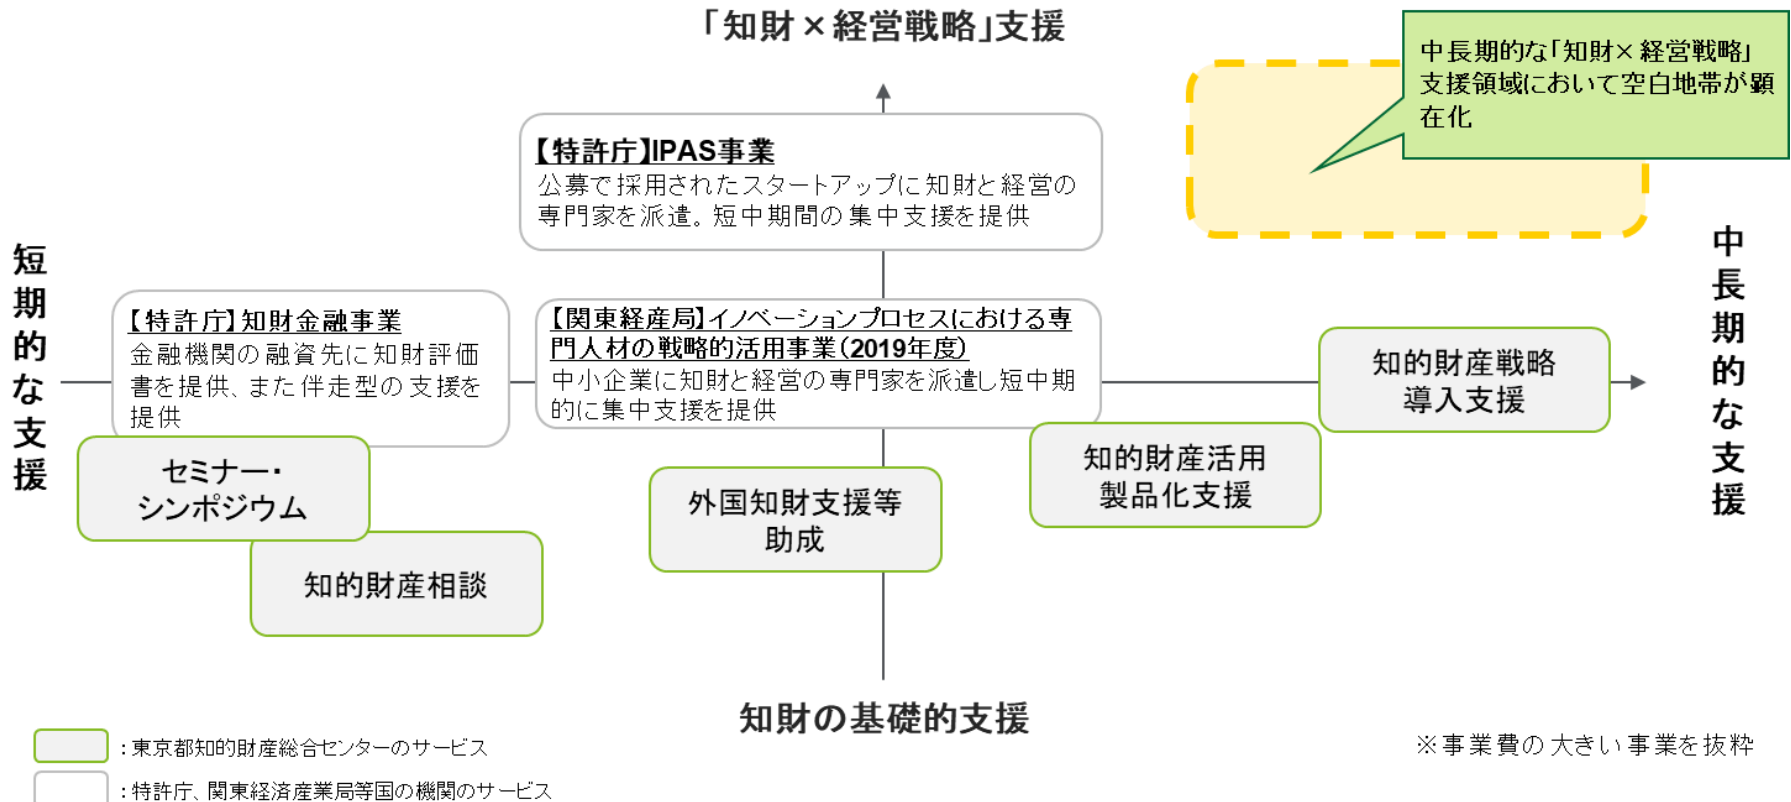 「知財×経営戦略」支援
中長期的な「知財×経営戦略」
支援領域において空白地帯が顕
在化
【特許庁】IPAS事業
公募で採用されたスタートアップに知財と経営の
専門家を派遣。短中期間の集中支援を提供
短期的な支援
中長期的な支援
【特許庁】知財金融事業
金融機関の融資先に知財評価
書を提供、また伴走型の支援を
提供
【関東経産局】イノベーションプロセスにおける専
門人材の戦略的活用事業(2019年度)
中小企業に知財と経営の専門家を派遣し短中期
的に集中支援を提供
知的財産戦略
導入支援
セミナー・
シンポジウム
知的財産相談
外国知財支援等
助成
知的財産活用
製品化支援
知財の基礎的支援
：東京都知的財産総合センターのサービス
：特許庁、関東経済産業局等国の機関のサービス
※事業費の大きい事業を抜粋